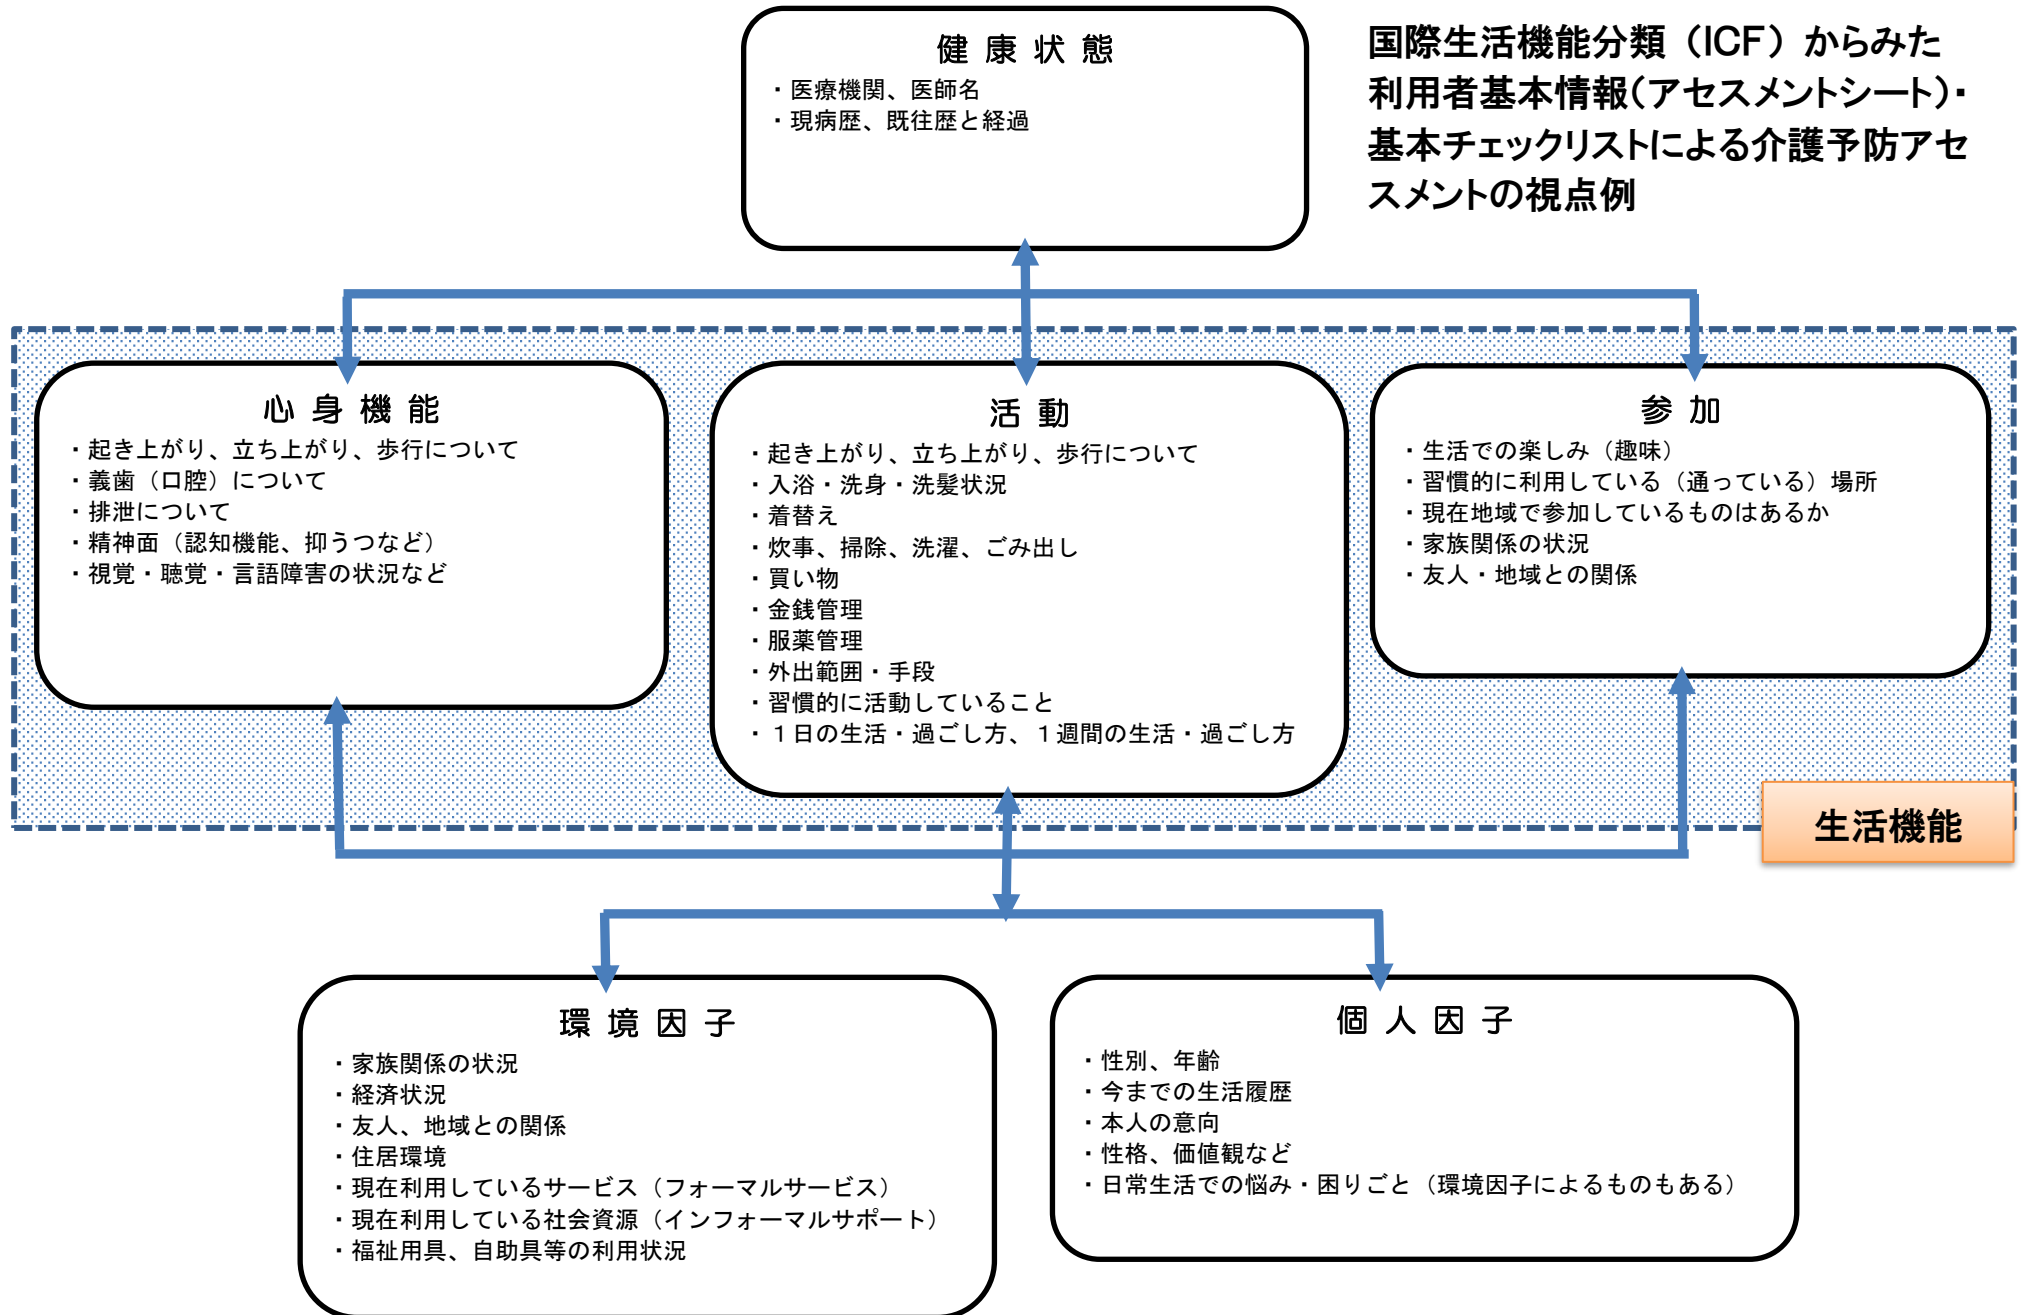 国際生活機能分類（ICF）からみた
利用者基本情報（アセスメントシート）・
基本チェックリストによる介護予防アセ
スメントの視点例
健康状態
・医療機関、医師名
・現病歴、既往歴と経過
心身機能
・起き上がり、立ち上がり、歩行について
・義歯（口腔）について
・排泄について
・精神面（認知機能、抑うつなど）
・視覚・聴覚・言語障害の状況など
活動
・起き上がり、立ち上がり、歩行について
・入浴・洗身・洗髪状況
・着替え
・炊事、掃除、洗濯、ごみ出し
・買い物
・金銭管理
・服薬管理
・外出範囲・手段
・習慣的に活動していること
・１日の生活・過ごし方、１週間の生活・過ごし方
参加
・生活での楽しみ（趣味）
・習慣的に利用している（通っている）場所
・現在地域で参加しているものはあるか
・家族関係の状況
・友人・地域との関係
生活機能
環境因子
・家族関係の状況
・経済状況
・友人、地域との関係
・住居環境
・現在利用しているサービス（フォーマルサービス）
・現在利用している社会資源（インフォーマルサポート）
・福祉用具、自助具等の利用状況
個人因子
・性別、年齢
・今までの生活履歴
・本人の意向
・性格、価値観など
・日常生活での悩み・困りごと（環境因子によるものもある）